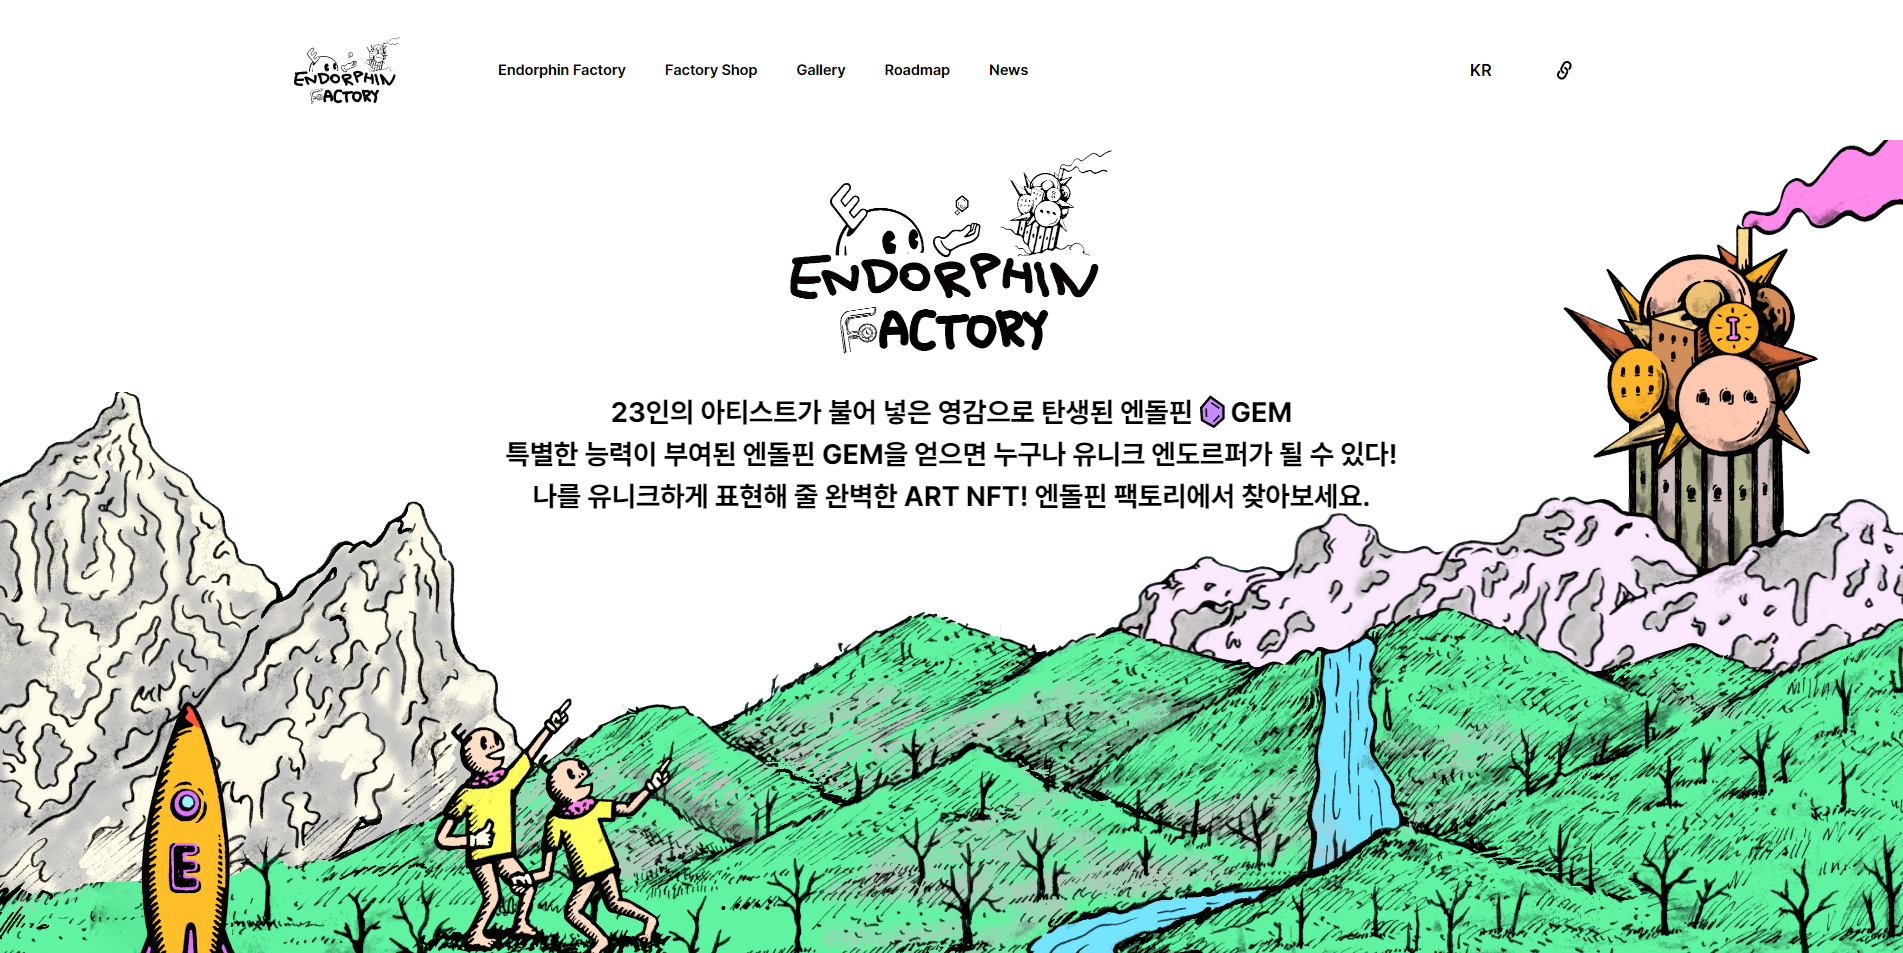 ENDORPHIN
FACTORY
Endorphin Factory
Factory Shop
Gallery
Roadmap
News
KR
E
ENDORPHIN
FACTORY
I
23인의 아티스트가 불어 넣은 영감으로 탄생된 엔돌핀 GEM
특별한 능력이 부여된 엔돌핀 GEM을 얻으면 누구나 유니크 엔도르퍼가 될 수 있다!
나를 유니크하게 표현해 줄 완벽한 ART NFT! 엔돌핀 팩토리에서 찾아보세요.
E